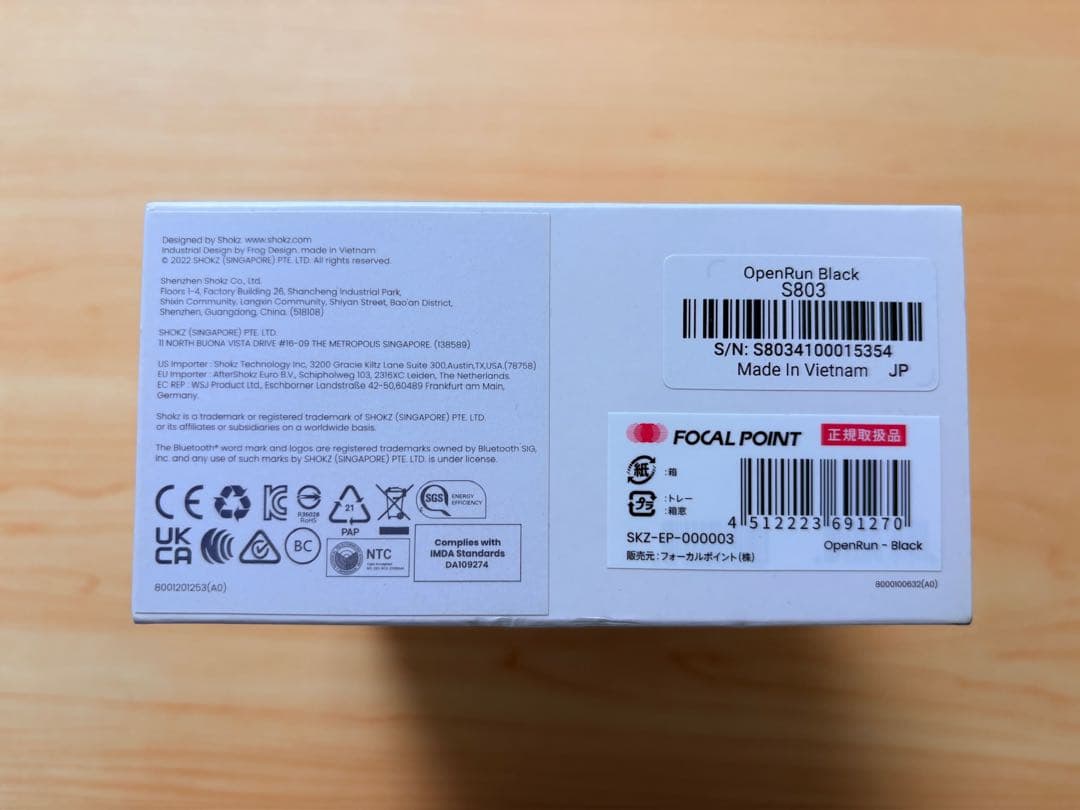 Designed by Shokz. www.shokz.com
Industrial Design by Frog Design. made in Vietnam
© 2022 SHOKZ (SINGAPORE) PTE. LTD. All rights reserved.
Shenzhen Shokz Co., Ltd.
Floors 1-4, Factory Building 26, Shancheng Industrial Park,
Shixin Community, Langxin Community, Shiyan Street, Bao'an District,
Shenzhen, Guangdong, China. (518108)
SHOKZ (SINGAPORE) PTE. LTD.
11 NORTH BUONA VISTA DRIVE #16-09 THE METROPOLIS SINGAPORE. (138589)
US Importer : Shokz Technology Inc, 3200 Gracie Kiltz Lane Suite 300,Austin,TX,USA.(78758)
EU Importer : AfterShokz Euro B.V., Schipholweg 103, 2316XC Leiden, The Netherlands.
EC REP : WSJ Product Ltd., Eschborner Landstraße 42-50,60489 Frankfurt am Main,
Germany.
Shokz is a trademark or registered trademark of SHOKZ (SINGAPORE) PTE. LTD.
or its affiliates or subsidiaries on a worldwide basis.
The Bluetooth® word mark and logos are registered trademarks owned by Bluetooth SIG,
Inc. and any use of such marks by SHOKZ (SINGAPORE) PTE. LTD. is under license.
CE
R36028
RoHS
21
PAP
SGS
ENERGY
EFFICIENCY
UK
CA
BC
NTC
Complies with
IMDA Standards
DA109274
8001201253(A0)
OpenRun Black
S803
S/N: S8034100015354
Made In Vietnam JP
FOCAL POINT 正規取扱品
紙 :箱
プラ :トレー
:箱窓
4 512223 691270
SKZ-EP-000003
OpenRun - Black
販売元:フォーカルポイント(株)
8000100632(A0)